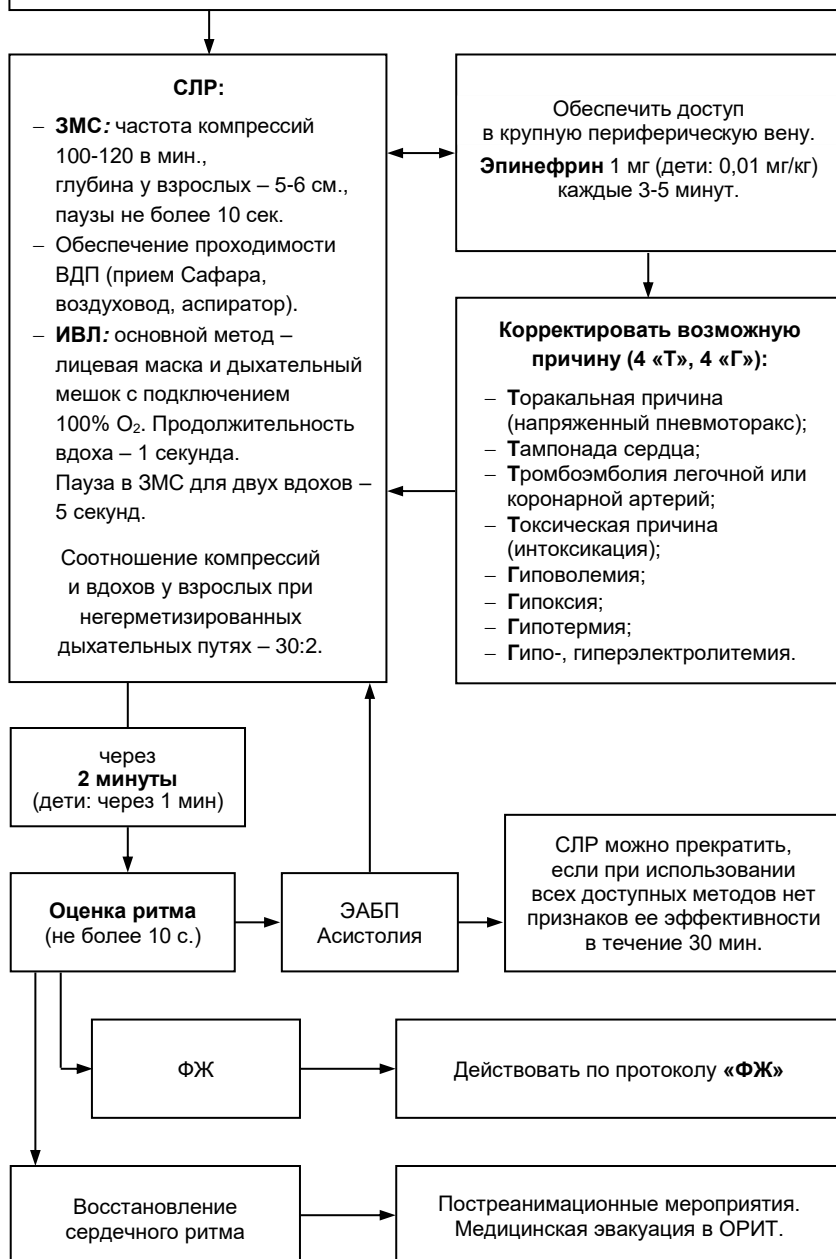 СЛР:
– ЗМС: частота компрессий
100-120 в мин.,
глубина у взрослых – 5-6 см.,
паузы не более 10 сек.
– Обеспечение проходимости
ВДП (прием Сафара,
воздуховод, аспиратор).
– ИВЛ: основной метод –
лицевая маска и дыхательный
мешок с подключением
100% O₂. Продолжительность
вдоха – 1 секунда.
Пауза в ЗМС для двух вдохов –
5 секунд.
Соотношение компрессий
и вдохов у взрослых при
негерметизированных
дыхательных путях – 30:2.
Обеспечить доступ
в крупную периферическую вену.
Эпинефрин 1 мг (дети: 0,01 мг/кг)
каждые 3-5 минут.
Корректировать возможную
причину (4 «Т», 4 «Г»):
– Торакальная причина
(напряженный пневмоторакс);
– Тампонада сердца;
– Тромбоэмболия легочной или
коронарной артерий;
– Токсическая причина
(интоксикация);
– Гиповолемия;
– Гипоксия;
– Гипотермия;
– Гипо-, гиперэлектролитемия.
через
2 минуты
(дети: через 1 мин)
Оценка ритма
(не более 10 с.)
ЭАБП
Асистолия
СЛР можно прекратить,
если при использовании
всех доступных методов нет
признаков ее эффективности
в течение 30 мин.
ФЖ
Действовать по протоколу «ФЖ»
Восстановление
сердечного ритма
Постреанимационные мероприятия.
Медицинская эвакуация в ОРИТ.